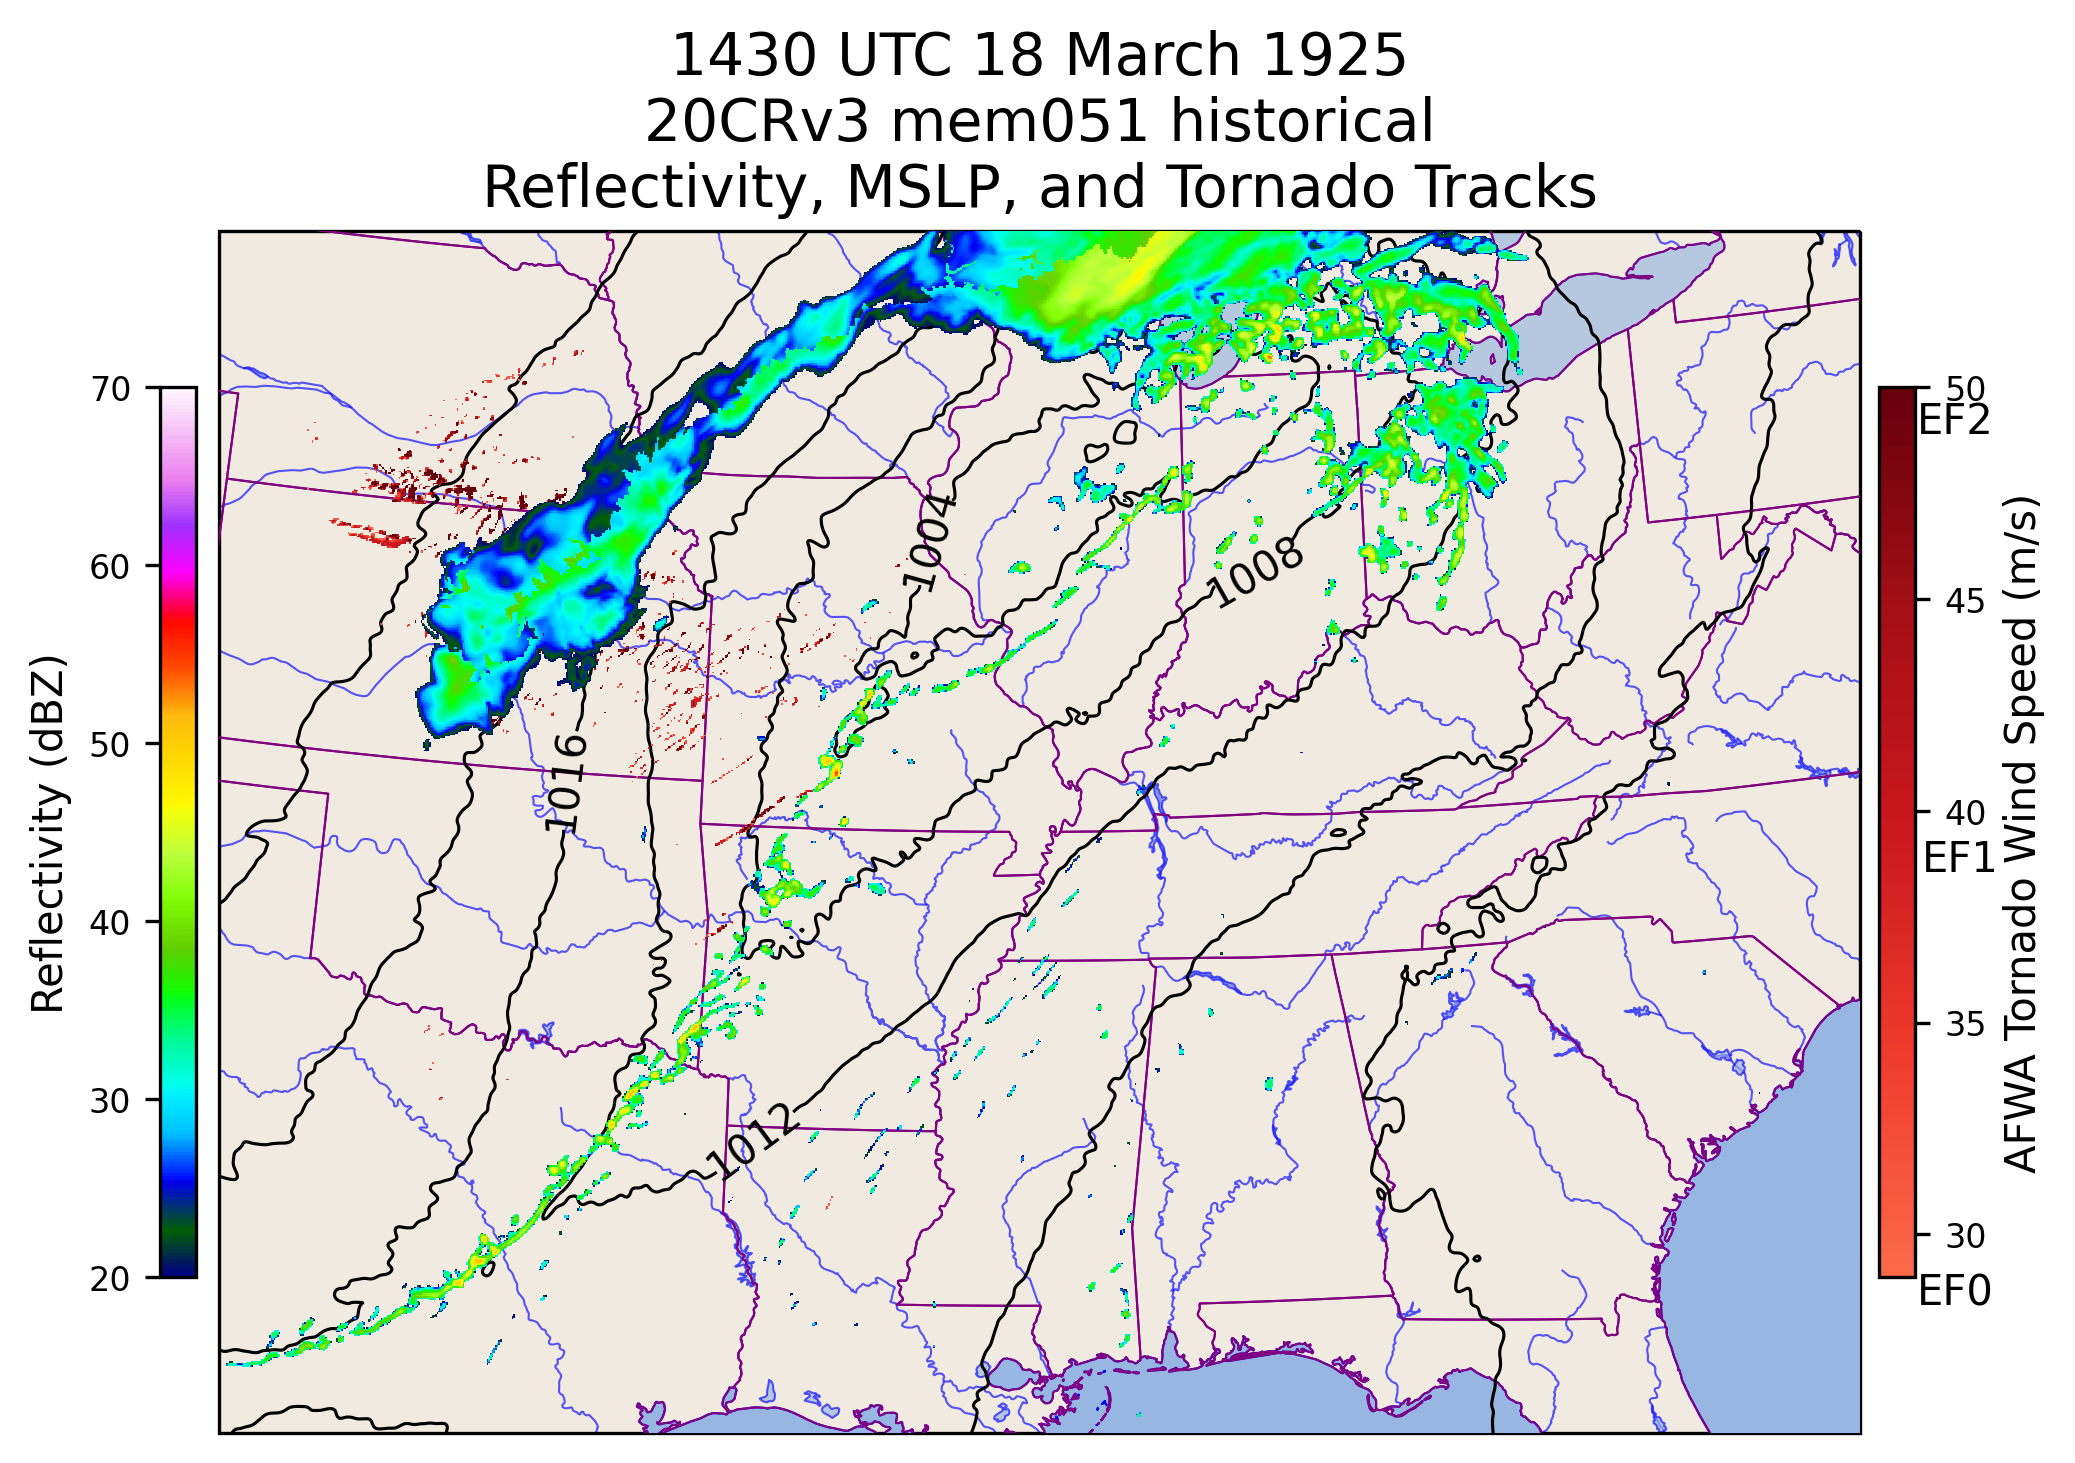 1430 UTC 18 March 1925
20CRv3 mem051 historical
Reflectivity, MSLP, and Tornado Tracks
70
60
50
40
30
20
Reflectivity (dBZ)
1004
1008
1016
1012
50
EF2
45
40
EF1
35
30
EF0
AFWA Tornado Wind Speed (m/s)